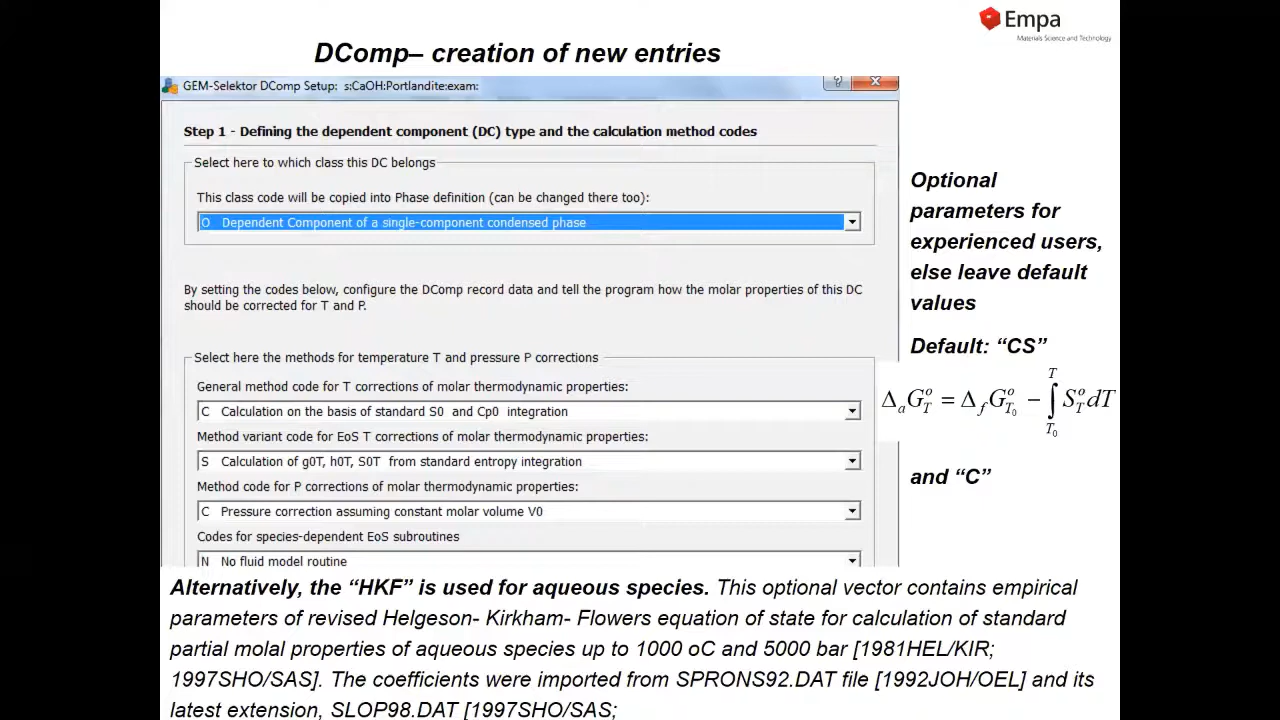 Empa
Materials Science and Technology
DComp– creation of new entries
GEM-Selektor DComp Setup: s:CaOH:Portlandite:exam:
Step 1 - Defining the dependent component (DC) type and the calculation method codes
Select here to which class this DC belongs
This class code will be copied into Phase definition (can be changed there too):
O Dependent Component of a single-component condensed phase
By setting the codes below, configure the DComp record data and tell the program how the molar properties of this DC
should be corrected for T and P.
Select here the methods for temperature T and pressure P corrections
General method code for T corrections of molar thermodynamic properties:
C Calculation on the basis of standard S0 and Cp0 integration
Method variant code for EoS T corrections of molar thermodynamic properties:
S Calculation of g0T, h0T, S0T from standard entropy integration
Method code for P corrections of molar thermodynamic properties:
C Pressure correction assuming constant molar volume V0
Codes for species-dependent EoS subroutines
N No fluid model routine
Optional
parameters for
experienced users,
else leave default
values
Default: “CS”
Δ_a G_T^o = Δ_f G_{T_0}^o − ∫_{T_0}^{T} S_T^o dT
and “C”
Alternatively, the “HKF” is used for aqueous species. This optional vector contains empirical
parameters of revised Helgeson- Kirkham- Flowers equation of state for calculation of standard
partial molal properties of aqueous species up to 1000 oC and 5000 bar [1981HEL/KIR;
1997SHO/SAS]. The coefficients were imported from SPRONS92.DAT file [1992JOH/OEL] and its
latest extension, SLOP98.DAT [1997SHO/SAS;